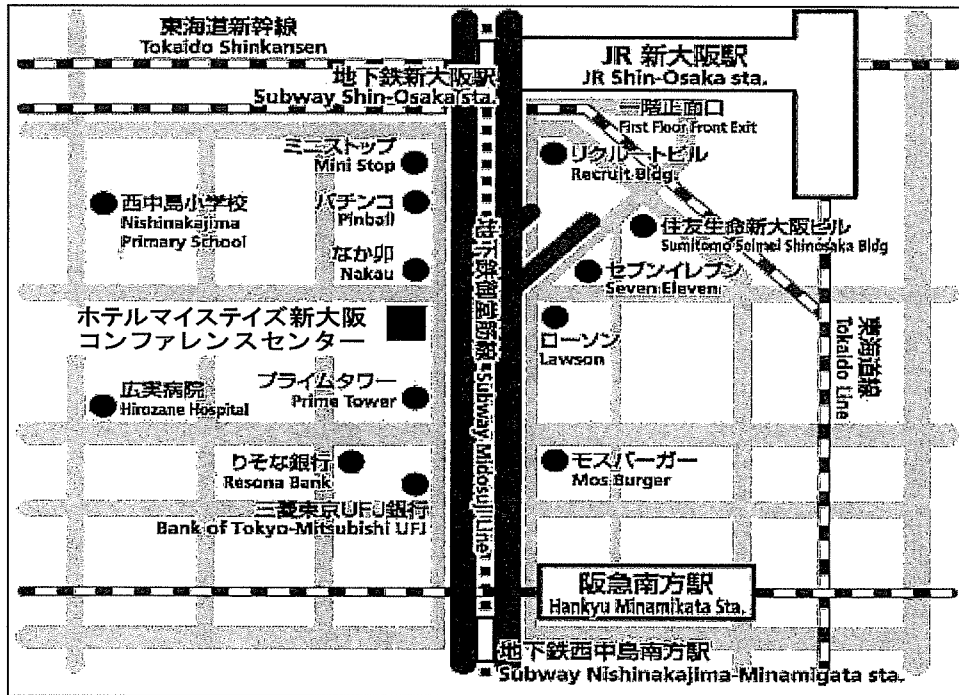 東海道新幹線
Tokaido Shinkansen
JR 新大阪駅
JR Shin-Osaka sta.
地下鉄新大阪駅
Subway Shin-Osaka sta.
一階正面口
First Floor Front Exit
ミニストップ
Mini Stop
リクルートビル
Recruit Bldg.
西中島小学校
Nishinakajima
Primary School
パチンコ
Pinball
住友生命新大阪ビル
Sumitomo Seimei Shinosaka Bldg
なか卯
Nakau
セブンイレブン
Seven Eleven
地下鉄御堂筋線 Subway Midosuji Line
ホテルマイステイズ新大阪
コンファレンスセンター
ローソン
Lawson
東海道線
Tokaido Line
広実病院
Hirozane Hospital
プライムタワー
Prime Tower
りそな銀行
Resona Bank
モスバーガー
Mos Burger
三菱東京UFJ銀行
Bank of Tokyo-Mitsubishi UFJ
阪急南方駅
Hankyu Minamikata Sta.
地下鉄西中島南方駅
Subway Nishinakajima-Minamigata sta.